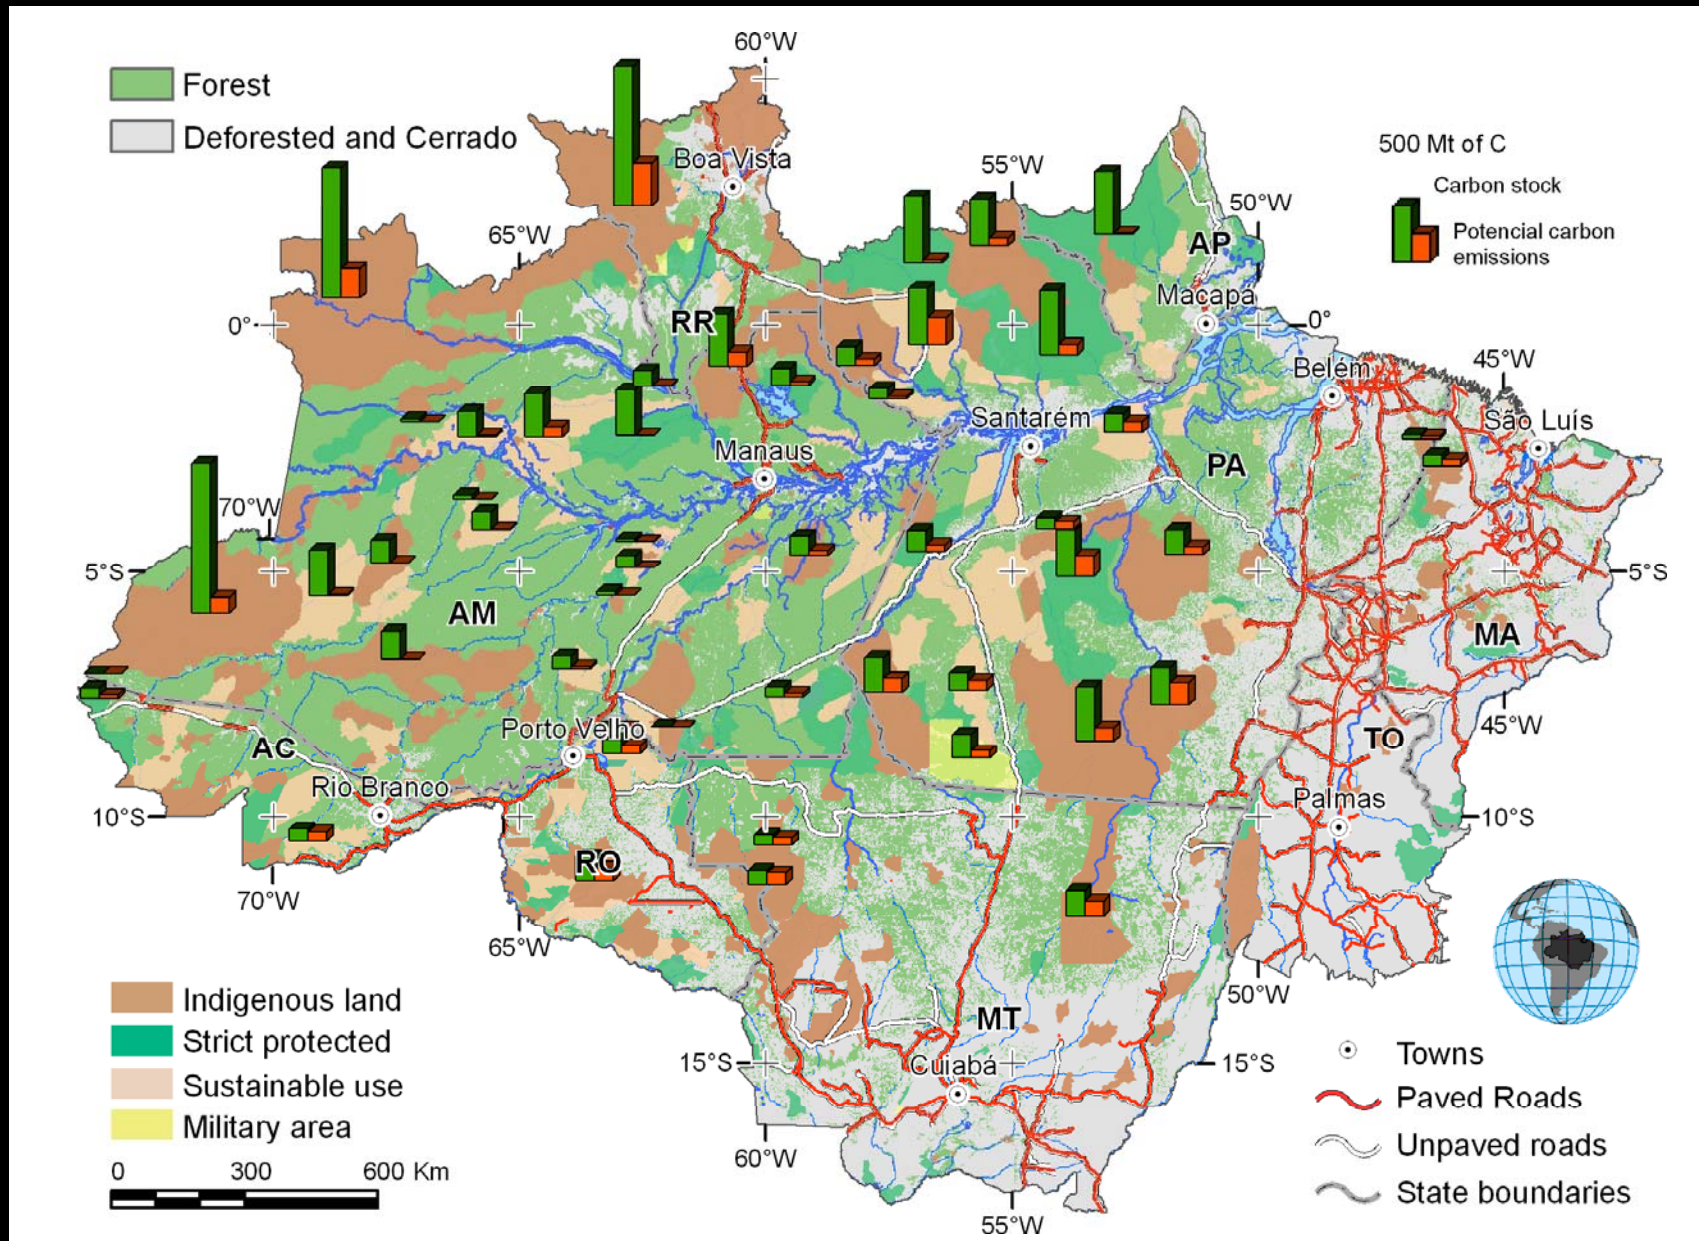 60°W
Forest
Deforested and Cerrado
500 Mt of C
Carbon stock
Potencial carbon
emissions
Boa Vista
55°W
50°W
65°W
AP
Macapá
0°
RR
0°
45°W
Belém
Santarém
São Luís
Manaus
PA
70°W
5°S
5°S
AM
MA
45°W
Porto Velho
AC
TO
Rio Branco
Palmas
10°S
10°S
RO
70°W
65°W
50°W
Indigenous land
MT
Strict protected
15°S
Cuiabá
15°S
Towns
Sustainable use
Paved Roads
Military area
Unpaved roads
60°W
0 300 600 Km
State boundaries
55°W